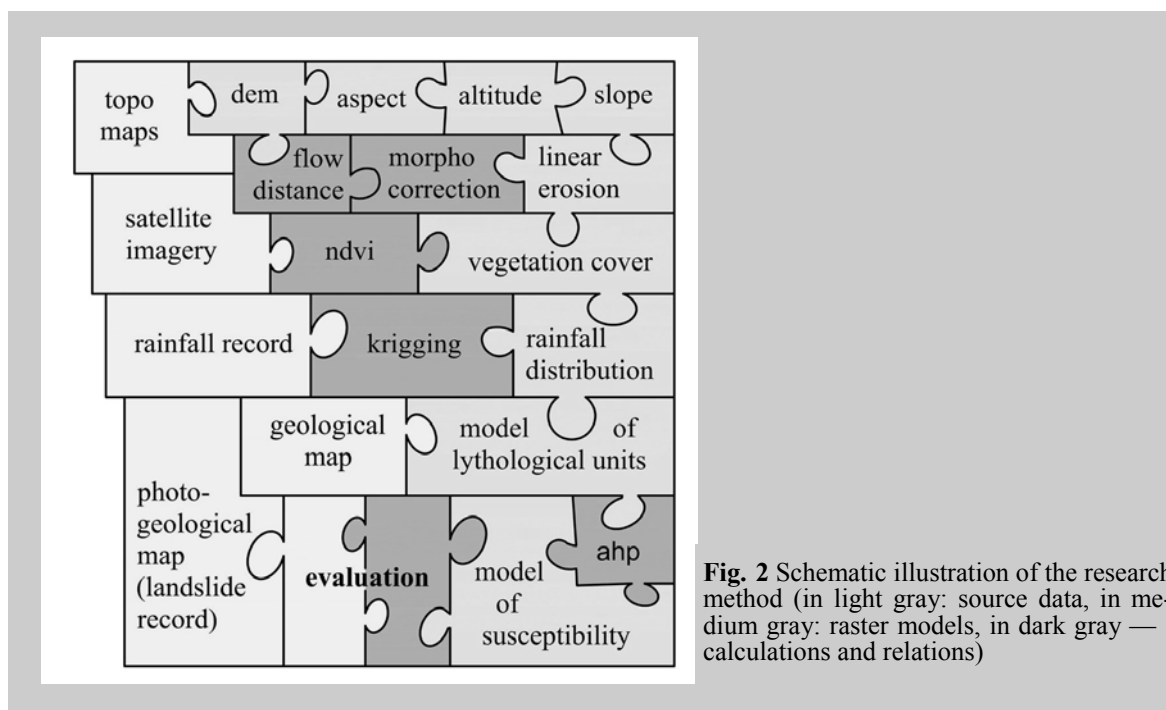 topo
maps
dem
aspect
altitude
slope
flow
distance
morpho
correction
linear
erosion
satellite
imagery
ndvi
vegetation cover
rainfall record
krigging
rainfall
distribution
geological
map
model of
lythological units
photo-
geological
map
(landslide
record)
evaluation
model
of
susceptibility
ahp
Fig. 2 Schematic illustration of the research
method (in light gray: source data, in me-
dium gray: raster models, in dark gray —
calculations and relations)